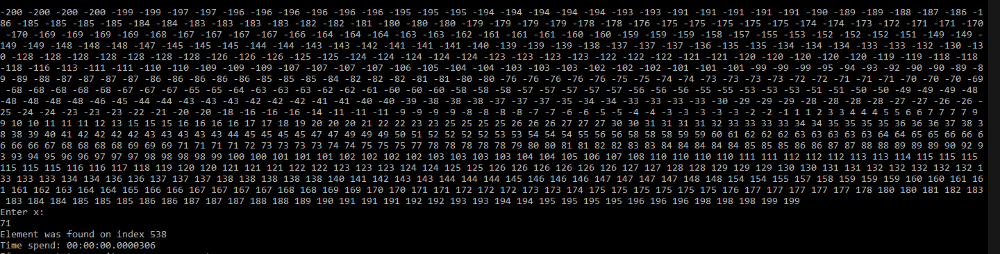 -200 -200 -200 -200 -199 -199 -197 -197 -196 -196 -196 -196 -196 -196 -195 -195 -195 -194 -194 -194 -194 -194 -193 -193 -191 -191 -191 -191 -191 -190 -189 -189 -188 -187 -186 -1
86 -185 -185 -185 -185 -184 -184 -183 -183 -183 -183 -182 -182 -181 -180 -180 -180 -179 -179 -179 -179 -178 -178 -176 -175 -175 -175 -175 -175 -174 -174 -173 -172 -171 -171 -170
-170 -169 -169 -169 -169 -168 -167 -167 -167 -167 -166 -164 -164 -164 -163 -163 -162 -161 -161 -161 -160 -160 -159 -159 -159 -158 -157 -155 -153 -152 -152 -152 -151 -149 -149 -
149 -149 -148 -148 -148 -147 -145 -145 -145 -144 -144 -143 -143 -142 -141 -141 -141 -140 -139 -139 -139 -138 -137 -137 -137 -136 -135 -135 -134 -134 -134 -133 -133 -132 -130 -13
0 -128 -128 -128 -128 -128 -128 -128 -126 -126 -126 -125 -125 -124 -124 -124 -124 -124 -123 -123 -123 -123 -122 -122 -122 -121 -121 -120 -120 -120 -120 -120 -119 -119 -118 -118
-118 -116 -113 -111 -111 -110 -110 -109 -109 -109 -107 -107 -107 -107 -106 -105 -104 -104 -103 -103 -103 -102 -102 -102 -101 -101 -101 -99 -99 -99 -95 -94 -93 -92 -90 -90 -89 -8
9 -89 -88 -87 -87 -87 -87 -86 -86 -86 -86 -86 -85 -85 -85 -84 -82 -82 -82 -81 -81 -80 -80 -76 -76 -76 -76 -76 -75 -75 -74 -74 -73 -73 -73 -73 -72 -72 -71 -71 -71 -70 -70 -70 -69
-68 -68 -68 -68 -68 -67 -67 -67 -65 -65 -64 -63 -63 -63 -62 -62 -61 -60 -60 -60 -58 -58 -58 -57 -57 -57 -57 -57 -56 -56 -56 -55 -55 -53 -53 -53 -51 -51 -50 -50 -49 -49 -49 -48
-48 -48 -48 -48 -46 -45 -44 -44 -43 -43 -43 -42 -42 -42 -41 -41 -40 -40 -39 -38 -38 -38 -37 -37 -37 -35 -34 -34 -33 -33 -33 -33 -30 -29 -29 -29 -28 -28 -28 -28 -27 -27 -26 -26 -
25 -24 -24 -23 -23 -23 -22 -21 -20 -20 -18 -16 -16 -16 -14 -11 -11 -11 -9 -9 -9 -9 -8 -8 -8 -8 -7 -7 -6 -6 -5 -5 -4 -4 -3 -3 -3 -3 -3 -2 -2 -1 1 1 2 3 3 4 4 4 5 5 6 6 7 7 7 7 9
9 10 10 11 11 11 12 13 15 15 15 16 16 16 16 17 17 18 19 20 20 20 21 22 22 23 23 25 25 25 25 26 26 27 27 27 30 30 31 31 31 31 32 33 33 33 33 34 34 35 35 35 35 36 36 36 37 38 3
8 38 39 40 41 42 42 42 42 43 43 43 43 43 44 45 45 45 45 47 47 49 49 49 50 51 52 52 52 52 53 53 54 54 54 55 56 56 58 58 58 59 59 60 61 62 62 62 63 63 63 63 63 64 64 65 65 66 66 6
6 66 66 67 68 68 68 68 69 69 69 71 71 71 71 72 73 73 73 73 74 74 75 75 75 77 78 78 78 78 78 79 80 80 81 81 82 82 83 83 84 84 84 84 84 85 85 85 86 86 87 87 88 88 89 89 89 90 92 9
3 93 94 95 96 96 97 97 97 98 98 98 98 99 100 100 101 101 101 102 102 102 102 103 103 103 103 104 104 105 106 107 108 110 110 110 110 111 111 112 112 112 113 113 114 115 115 115
115 115 115 116 116 116 117 118 119 120 120 121 121 121 122 122 123 123 123 124 124 125 125 126 126 126 126 126 127 127 128 128 129 129 129 130 130 131 131 132 132 132 132 132 1
33 133 133 134 134 136 136 137 137 137 138 138 138 138 138 140 141 142 143 143 144 144 144 145 146 146 146 147 147 147 147 148 148 154 154 155 157 158 159 159 159 160 160 161 16
1 161 162 163 164 164 165 166 166 167 167 167 167 168 168 169 169 170 170 171 171 172 172 172 173 173 174 175 175 175 175 175 175 175 176 177 177 177 177 178 180 180 181 182 183
183 184 184 185 185 185 186 186 187 187 187 188 188 189 190 191 191 191 192 192 193 193 194 194 195 195 195 195 196 196 196 198 198 198 199 199
Enter x:
71
Element was found on index 538
Time spend: 00:00:00.0000306